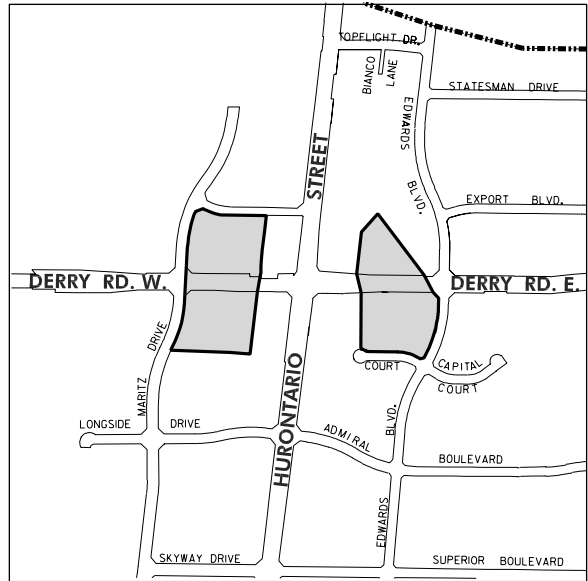 TOPFLIGHT DR.
BIANCO
LANE
STATESMAN DRIVE
EDWARDS
BLVD.
STREET
EXPORT BLVD.
DERRY RD. W.
DERRY RD. E.
MARITZ
DRIVE
COURT
CAPITAL
COURT
HURONTARIO
LONGSIDE DRIVE
ADMIRAL
BOULEVARD
BLVD.
EDWARDS
SKYWAY DRIVE
SUPERIOR BOULEVARD